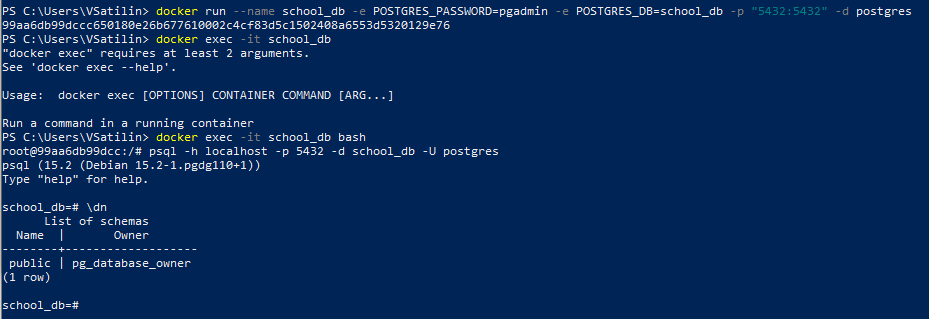 PS C:\Users\VSatilin> docker run --name school_db -e POSTGRES_PASSWORD=pgadmin -e POSTGRES_DB=school_db -p "5432:5432" -d postgres
99aa6db99dccc650180e26b677610002c4cf83d5c1502408a6553d5320129e76
PS C:\Users\VSatilin> docker exec -it school_db
"docker exec" requires at least 2 arguments.
See 'docker exec --help'.

Usage:  docker exec [OPTIONS] CONTAINER COMMAND [ARG...]

Run a command in a running container
PS C:\Users\VSatilin> docker exec -it school_db bash
root@99aa6db99dcc:/# psql -h localhost -p 5432 -d school_db -U postgres
psql (15.2 (Debian 15.2-1.pgdg110+1))
Type "help" for help.

school_db=# \dn
      List of schemas
  Name  |       Owner
--------+-------------------
 public | pg_database_owner
(1 row)

school_db=#